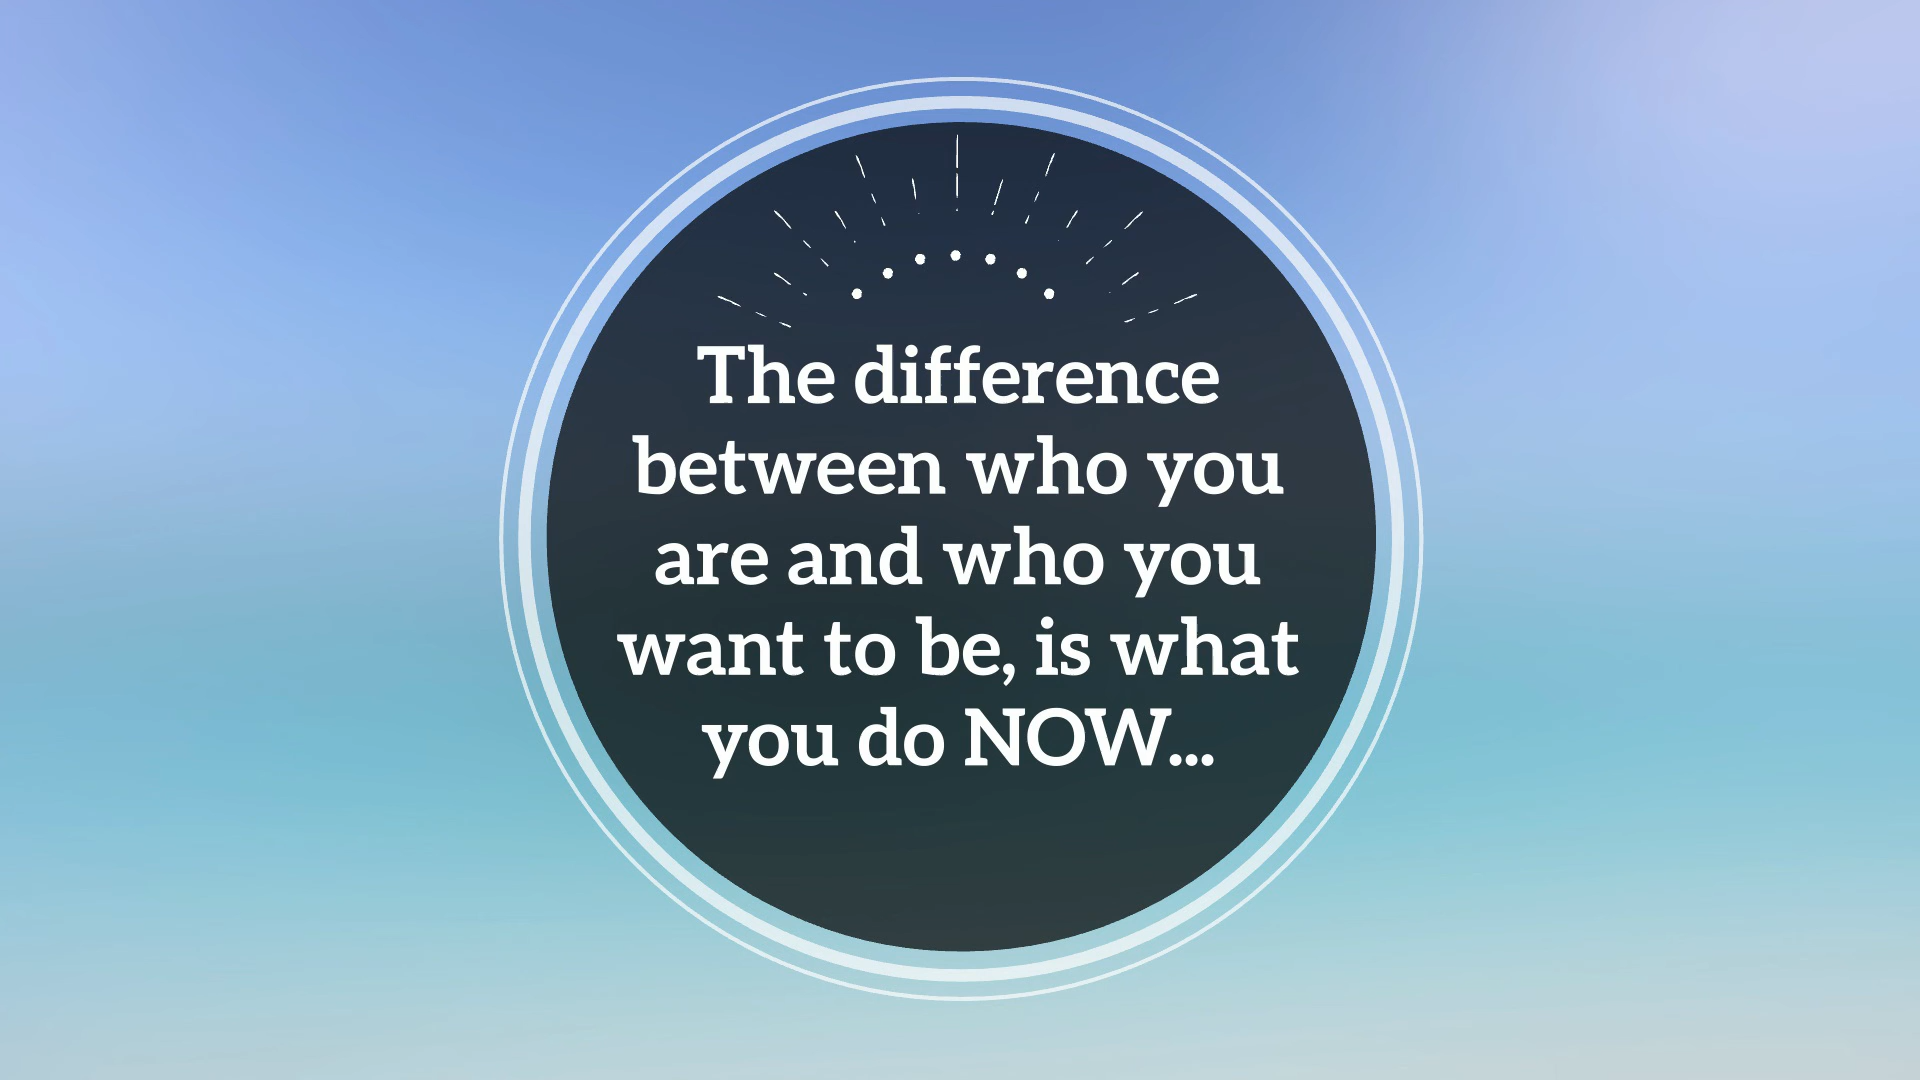 The difference
between who you
are and who you
want to be, is what
you do NOW...